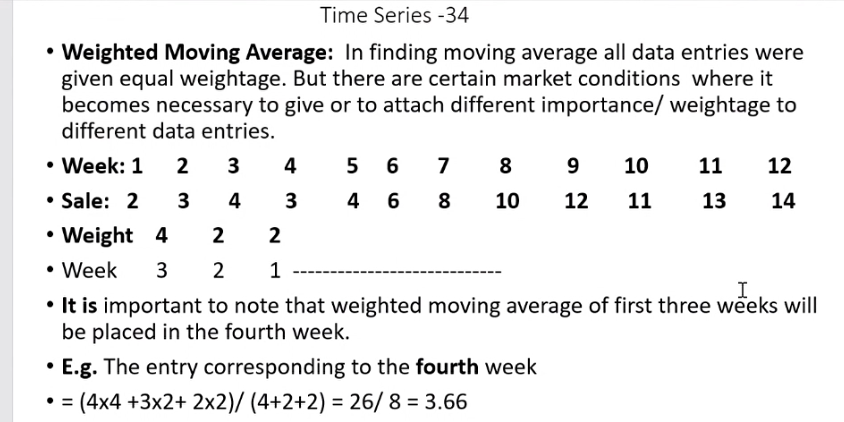 Time Series -34
• Weighted Moving Average: In finding moving average all data entries were
given equal weightage. But there are certain market conditions where it
becomes necessary to give or to attach different importance/ weightage to
different data entries.
• Week: 1 2 3 4 5 6 7 8 9 10 11 12
• Sale: 2 3 4 3 4 6 8 10 12 11 13 14
• Weight 4 2 2
• Week 3 2 1 -----------------------------
• It is important to note that weighted moving average of first three weeks will
be placed in the fourth week.
• E.g. The entry corresponding to the fourth week
• = (4x4 +3x2+ 2x2)/ (4+2+2) = 26/ 8 = 3.66